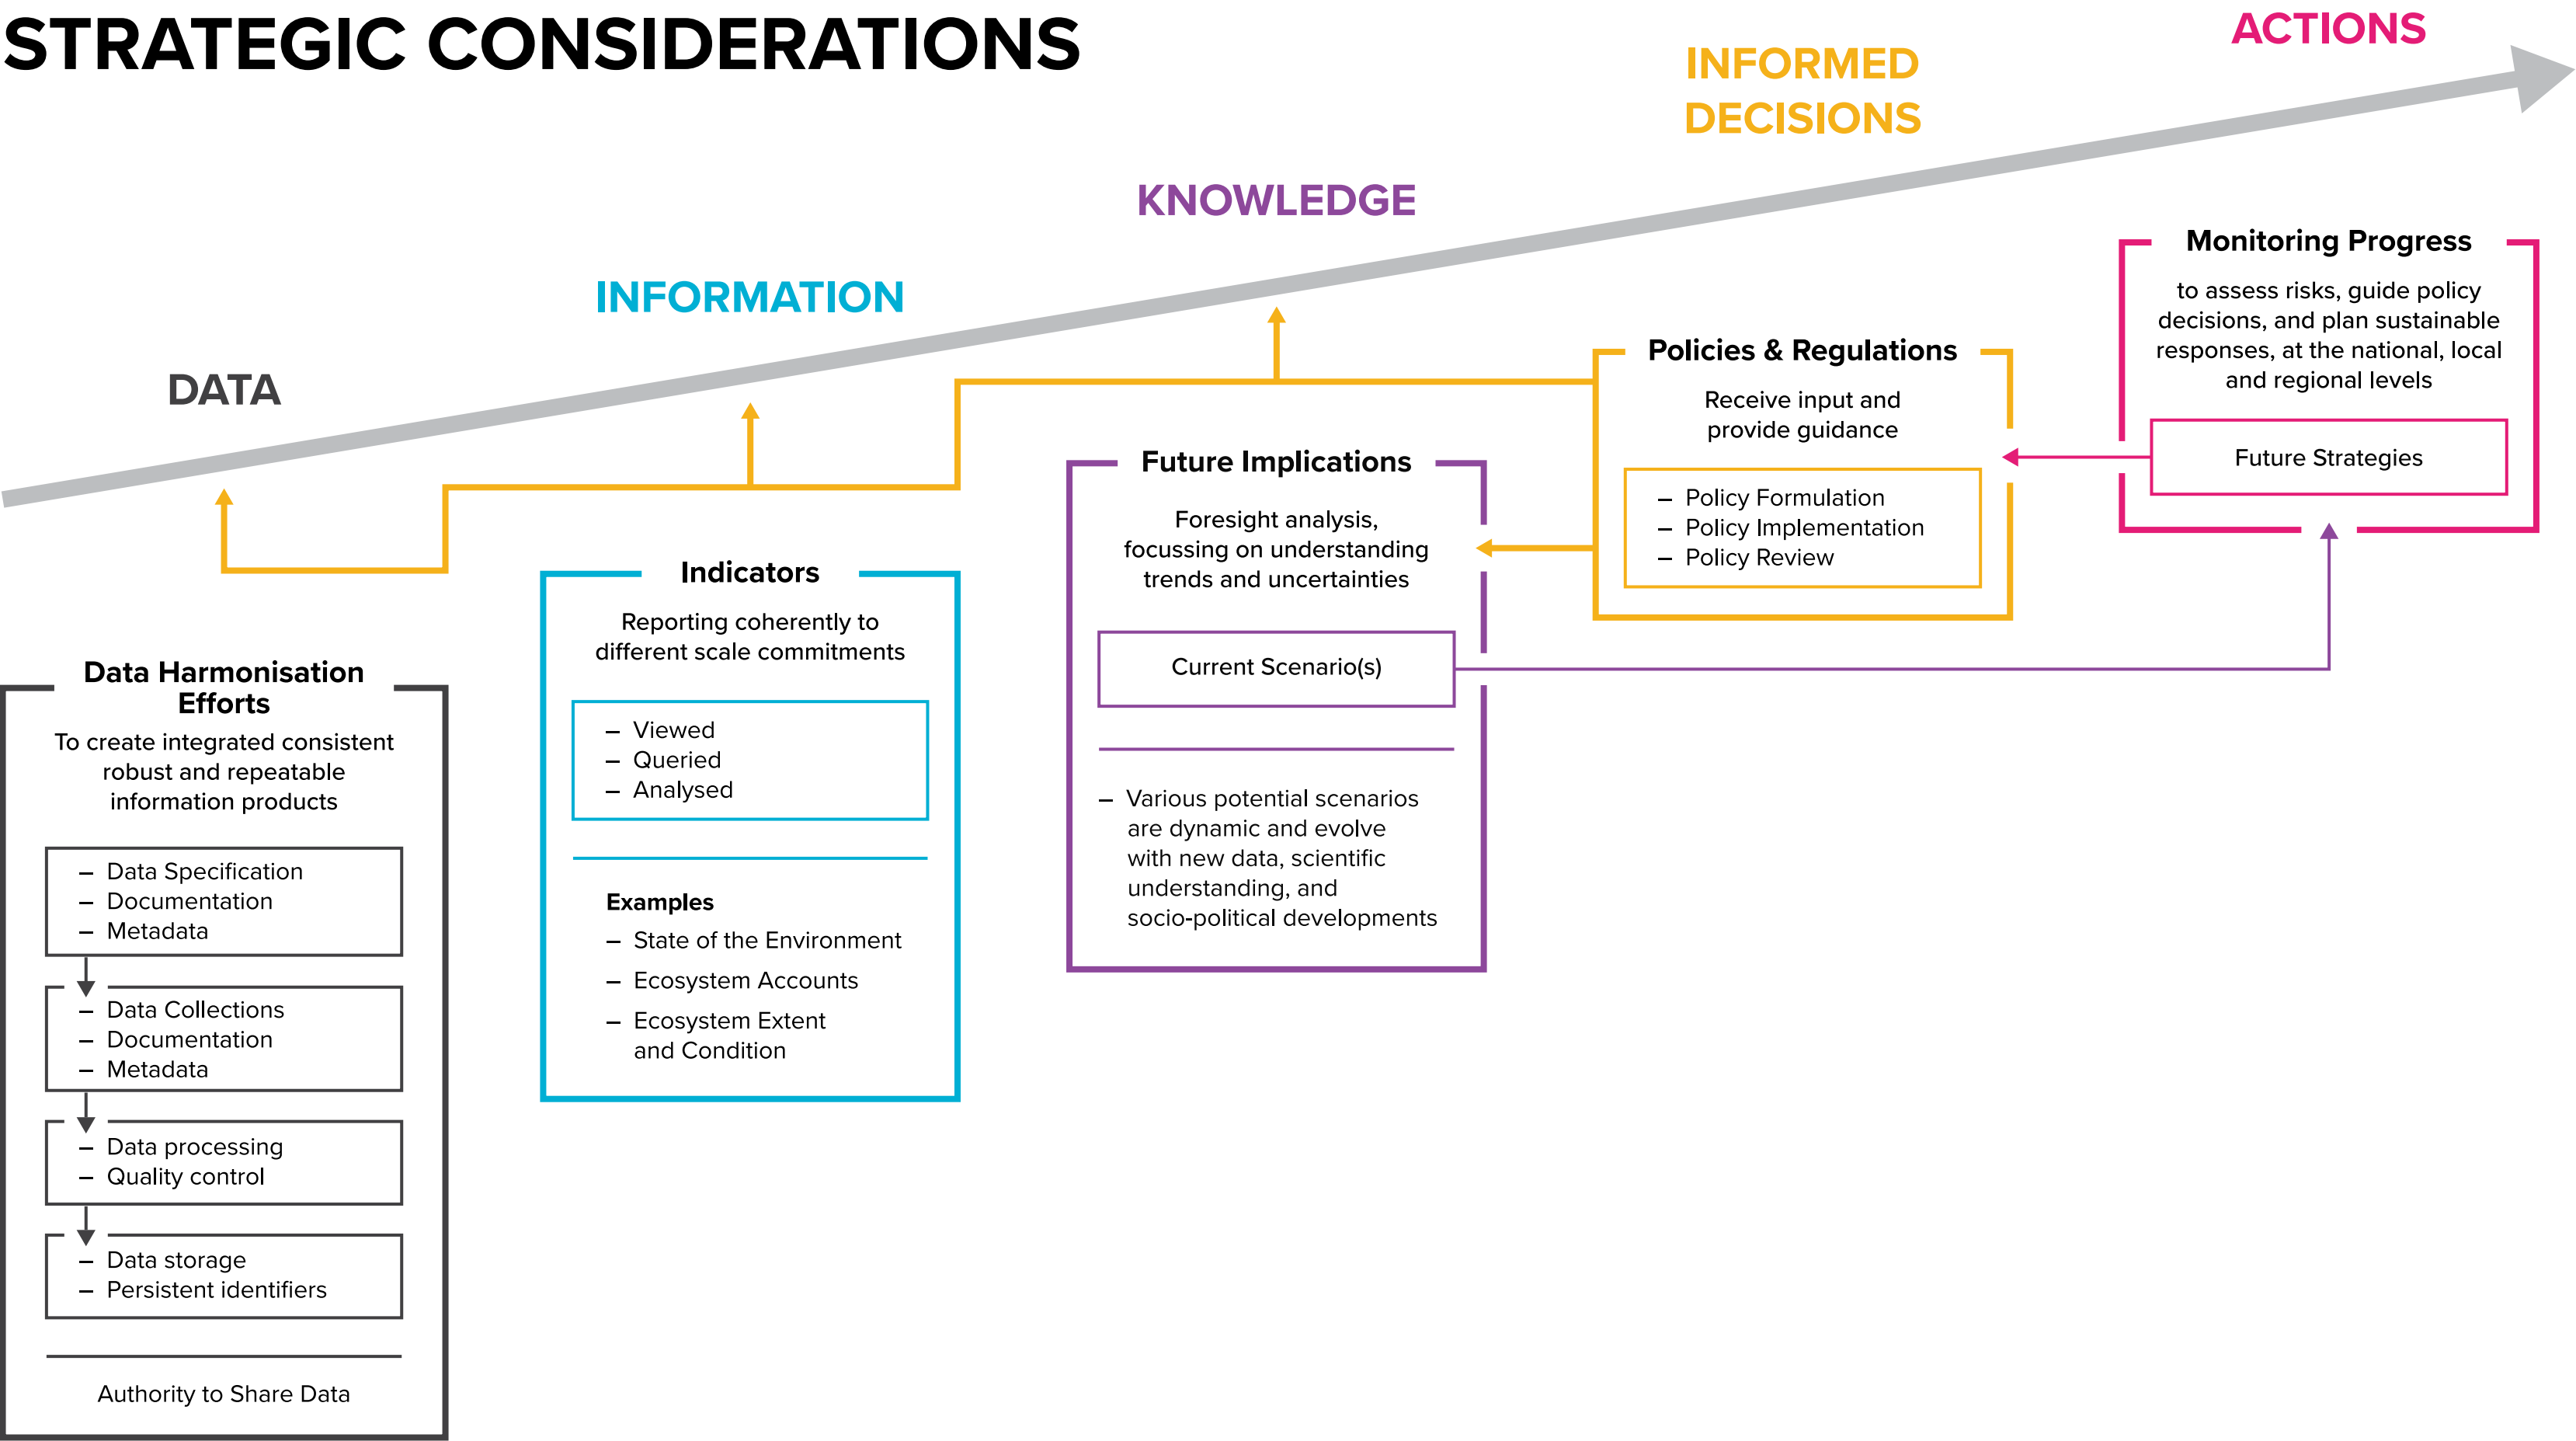 STRATEGIC CONSIDERATIONS
DATA
INFORMATION
KNOWLEDGE
INFORMED
DECISIONS
ACTIONS
Data Harmonisation
Efforts
To create integrated consistent
robust and repeatable
information products
– Data Specification
– Documentation
– Metadata
– Data Collections
– Documentation
– Metadata
– Data processing
– Quality control
– Data storage
– Persistent identifiers
Authority to Share Data
Indicators
Reporting coherently to
different scale commitments
– Viewed
– Queried
– Analysed
Examples
– State of the Environment
– Ecosystem Accounts
– Ecosystem Extent
and Condition
Future Implications
Foresight analysis,
focussing on understanding
trends and uncertainties
Current Scenario(s)
– Various potential scenarios
are dynamic and evolve
with new data, scientific
understanding, and
socio-political developments
Policies & Regulations
Receive input and
provide guidance
– Policy Formulation
– Policy Implementation
– Policy Review
Monitoring Progress
to assess risks, guide policy
decisions, and plan sustainable
responses, at the national, local
and regional levels
Future Strategies